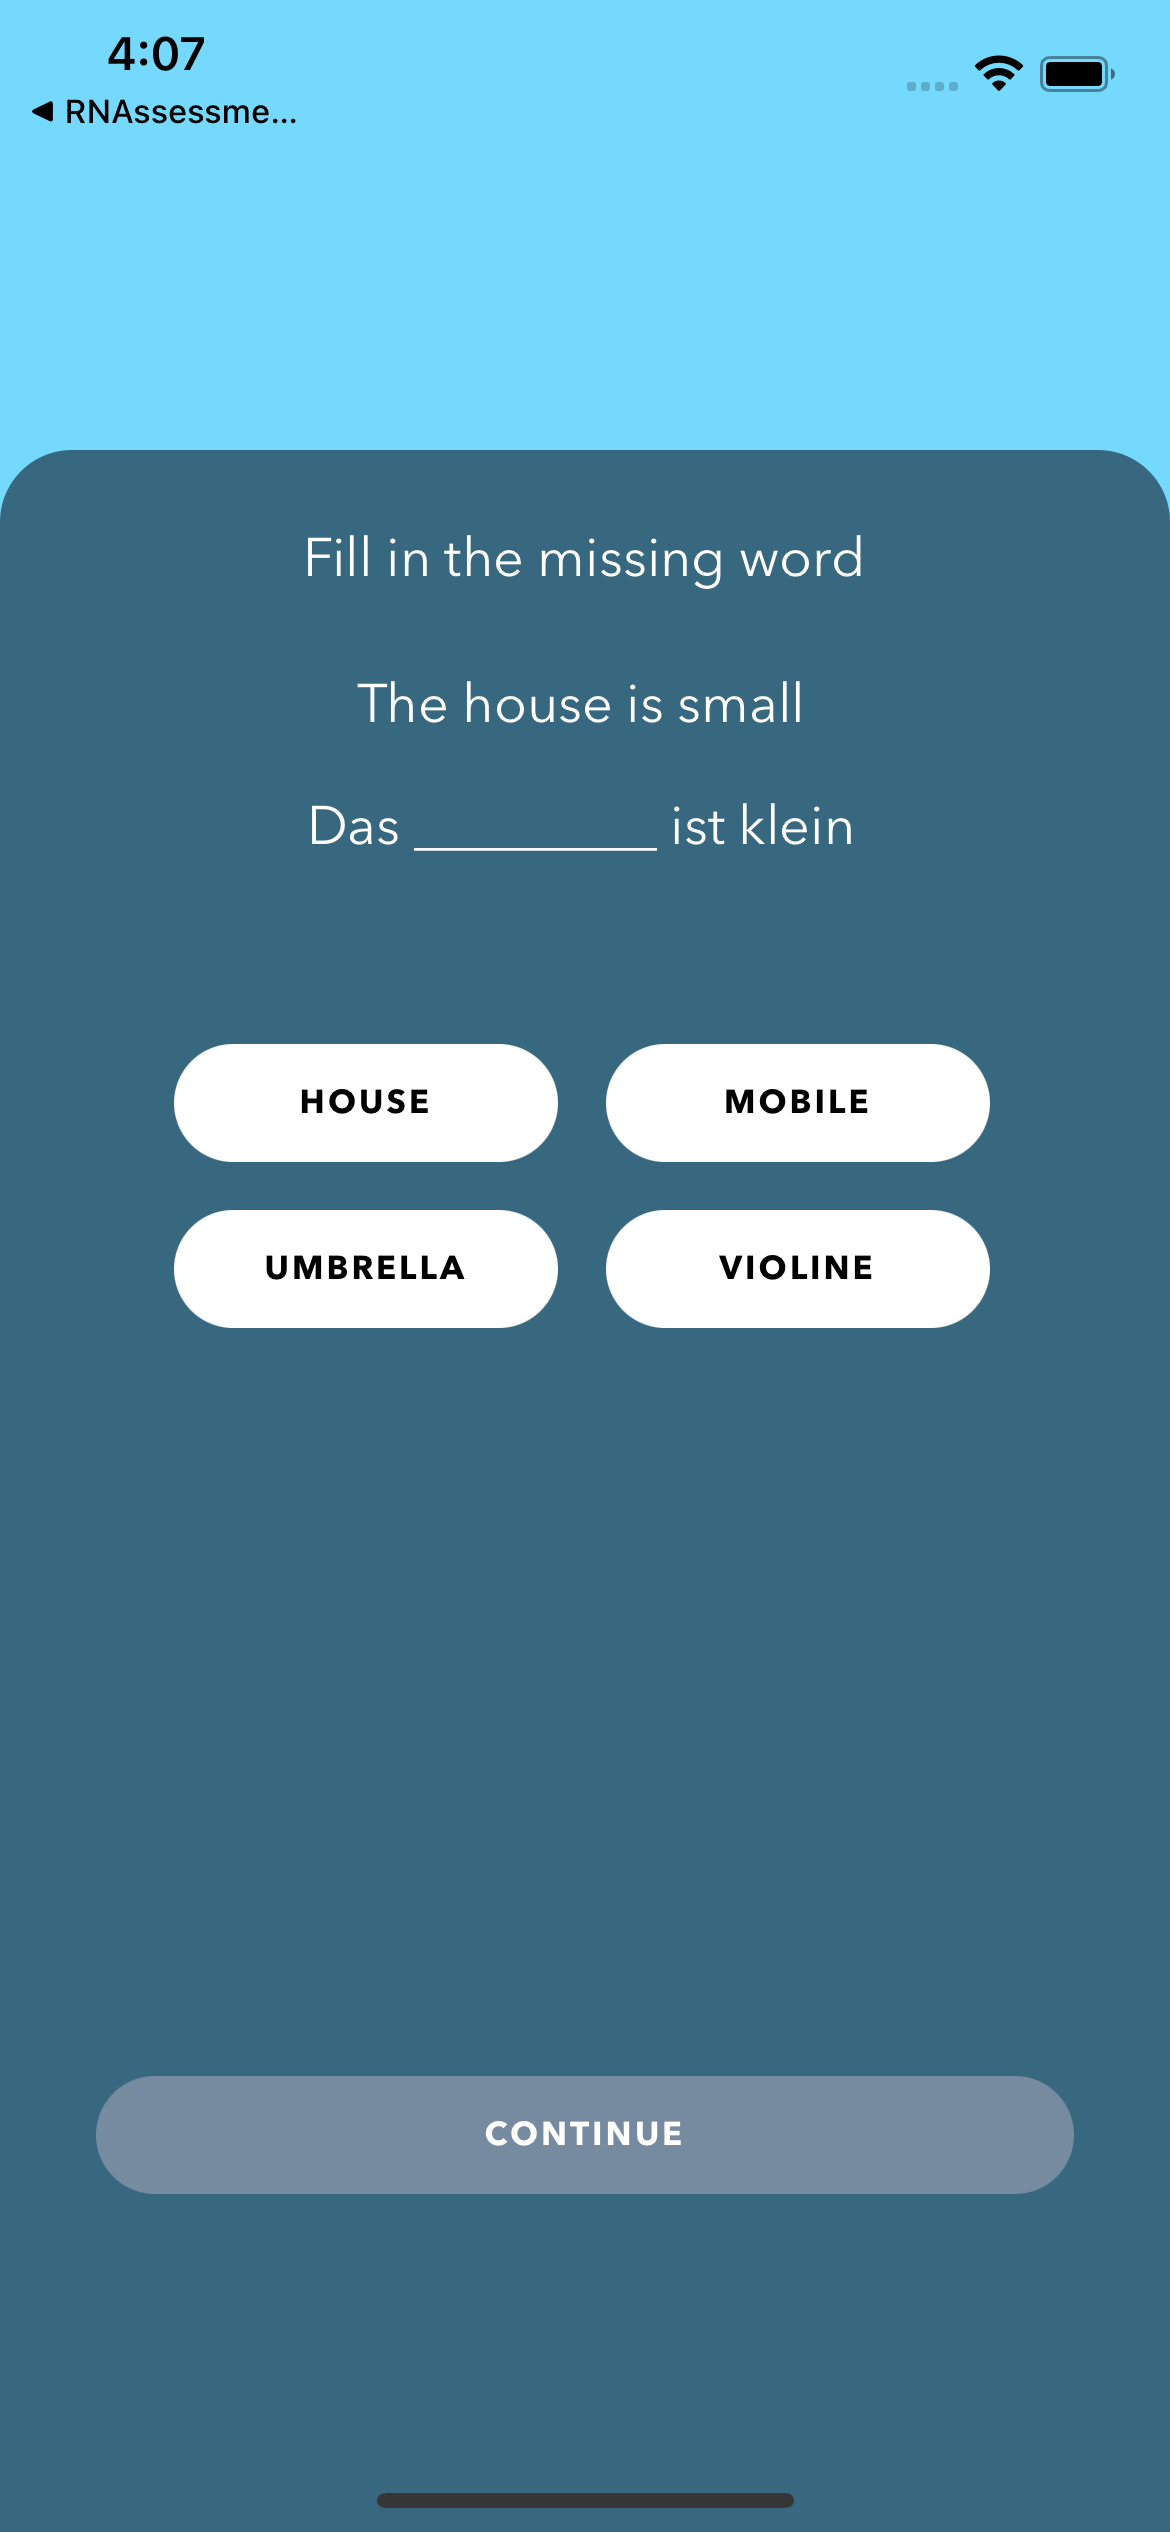 4:07
◀ RNAssessme...
Fill in the missing word
The house is small
Das _________ ist klein
HOUSE
MOBILE
UMBRELLA
VIOLINE
CONTINUE